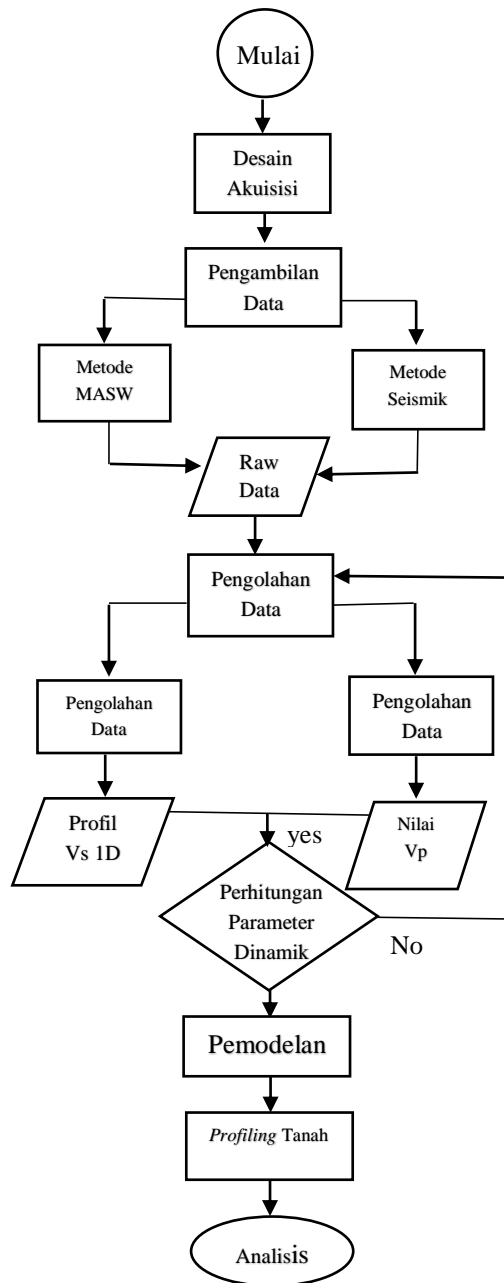 Mulai
Desain
Akuisisi
Pengambilan
Data
Metode
MASW
Metode
Seismik
Raw
Data
Pengolahan
Data
Pengolahan
Data
Pengolahan
Data
Profil
Vs 1D
Nilai
Vp
yes
Perhitungan
Parameter
Dinamik
No
Pemodelan
Profiling Tanah
Analisis